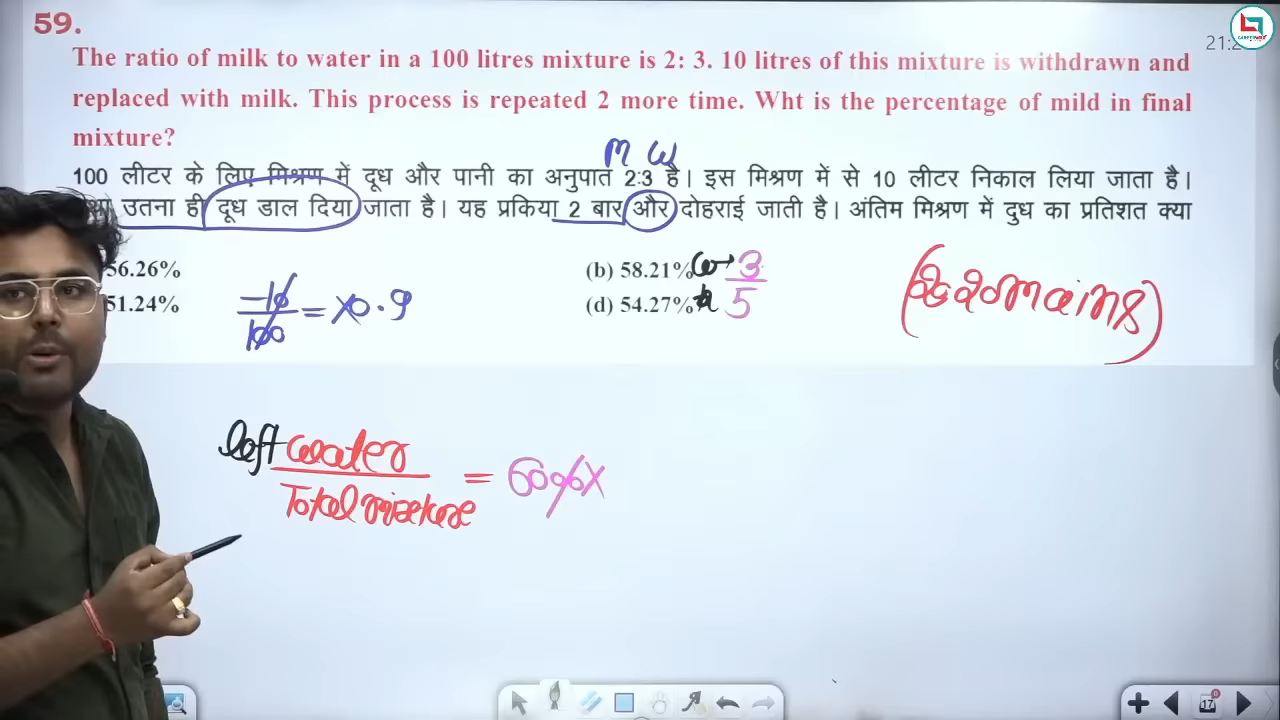 59.
21:2
The ratio of milk to water in a 100 litres mixture is 2: 3. 10 litres of this mixture is withdrawn and
replaced with milk. This process is repeated 2 more time. Wht is the percentage of mild in final
mixture?
M W
100 लीटर के लिए मिश्रण में दूध और पानी का अनुपात 2:3 है। इस मिश्रण में से 10 लीटर निकाल लिया जाता है।
उतना ही दूध डाल दिया जाता है। यह प्रकिया 2 बार और दोहराई जाती है। अंतिम मिश्रण में दुध का प्रतिशत क्या
56.26%
(b) 58.21%
51.24%
(d) 54.27%
3
5
-10
100
= x0.9
left water
Total mixture
= 60% x
17